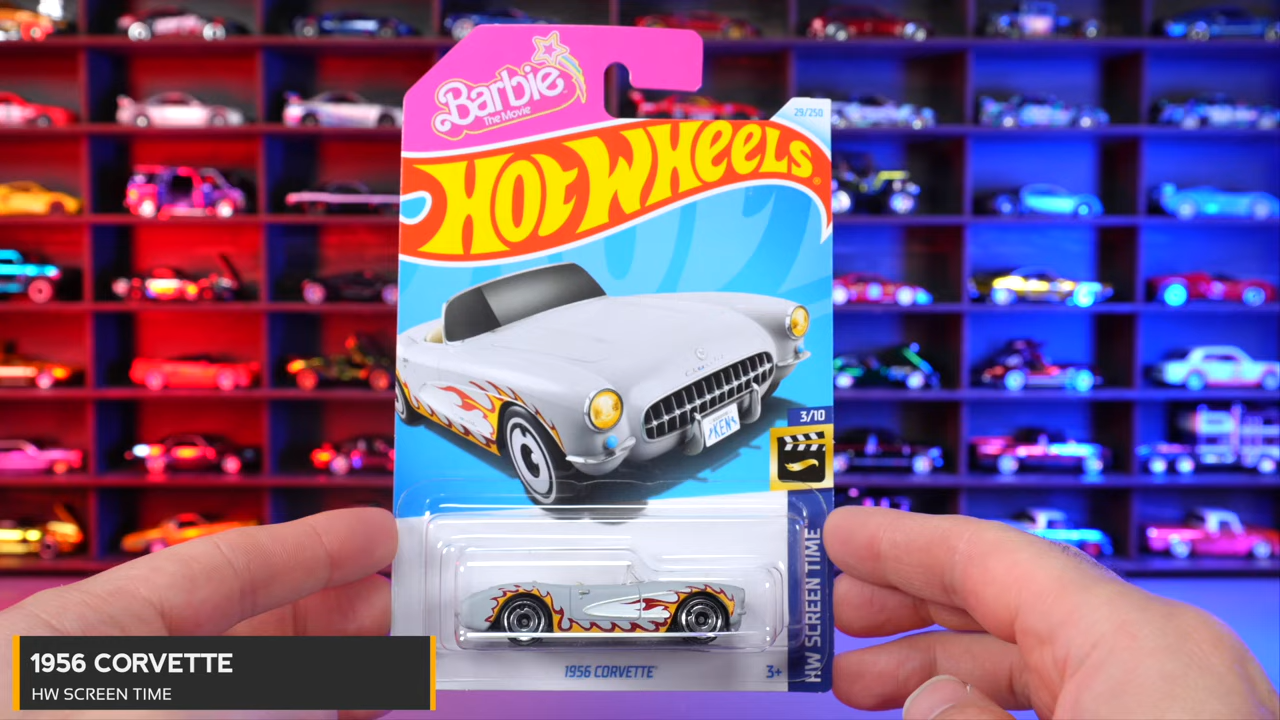 Barbie
The Movie
29/250
HOT WHEELS
CORVETTE
KEN
3/10
HW SCREEN TIME
1956 CORVETTE
3+
1956 CORVETTE
HW SCREEN TIME